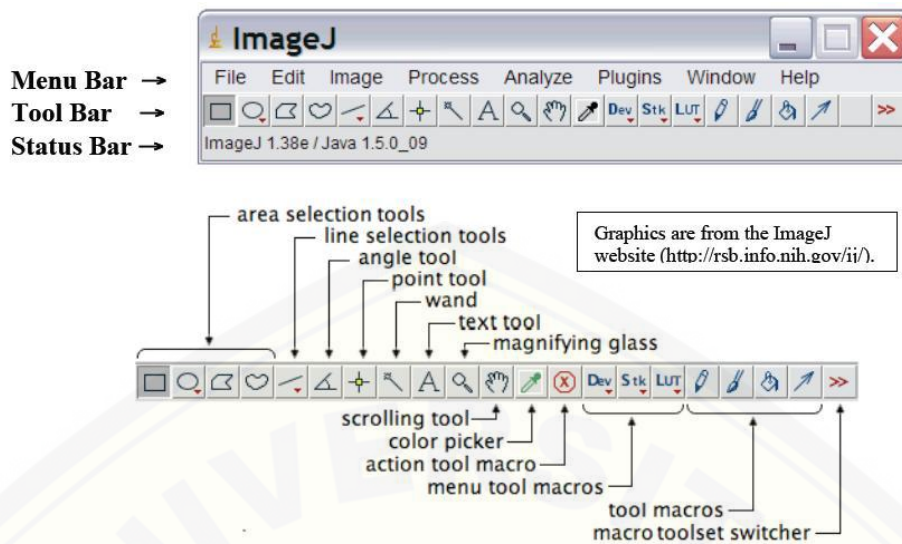 ImageJ
Menu Bar →
File Edit Image Process Analyze Plugins Window Help
Tool Bar →
A Dev Stk LUT >>
Status Bar →
ImageJ 1.38e / Java 1.5.0_09
area selection tools
line selection tools
angle tool
point tool
wand
text tool
magnifying glass
Graphics are from the ImageJ
website (http://rsb.info.nih.gov/ij/).
A X Dev Stk LUT >>
scrolling tool
color picker
action tool macro
menu tool macros
tool macros
macro toolset switcher
UNIVERSIT